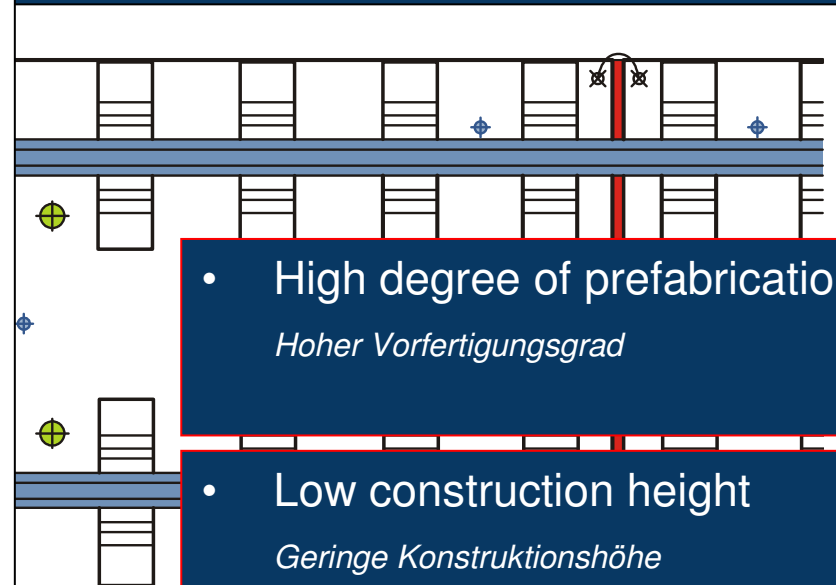 • High degree of prefabricatio
Hoher Vorfertigungsgrad
• Low construction height
Geringe Konstruktionshöhe